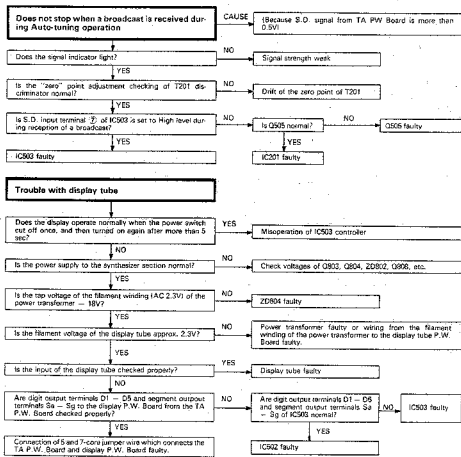 Does not stop when a broadcast is received dur-
ing Auto-tuning operation
CAUSE
(Because S.D. signal from TA PW Board is more than
0.5V)
Does the signal indicator light?
NO
Signal strength weak
YES
Is the "zero" point adjustment checking of T201 dis-
criminator normal?
NO
Drift of the zero point of T201
YES
Is S.D. input terminal ⑦ of IC503 is set to High level dur-
ing reception of a broadcast?
NO
Is Q505 normal?
NO
Q505 faulty
YES
YES
IC503 faulty
IC201 faulty
Trouble with display tube
Does the display operate normally when the power switch
cut off once, and then turned on again after more than 5
sec?
YES
Misoperation of IC503 controller
NO
Is the power supply to the synthesizer section normal?
NO
Check voltages of Q803, Q804, ZD802, Q806, etc.
YES
Is the tap voltage of the filament winding (AC 2.3V) of the
power transformer — 18V?
NO
ZD804 faulty
YES
Is the filament voltage of the display tube approx. 2.3V?
NO
Power transformer faulty or wiring from the filament
winding of the power transformer to the display tube P.W.
Board faulty.
YES
Is the input of the display tube checked properly?
YES
Display tube faulty
NO
Are digit output terminals D1 — D5 and segment outpout
terminals Sa — Sg to the display P.W. Board from the TA
P.W. Board checked properly?
NO
Are digit output terminals D1 — D5
and segment output terminals Sa
— Sg of IC503 normal?
NO
IC503 faulty
YES
YES
Connection of 5 and 7-core jumper wire which connects the
TA P.W. Board and display P.W. Board faulty.
IC502 faulty